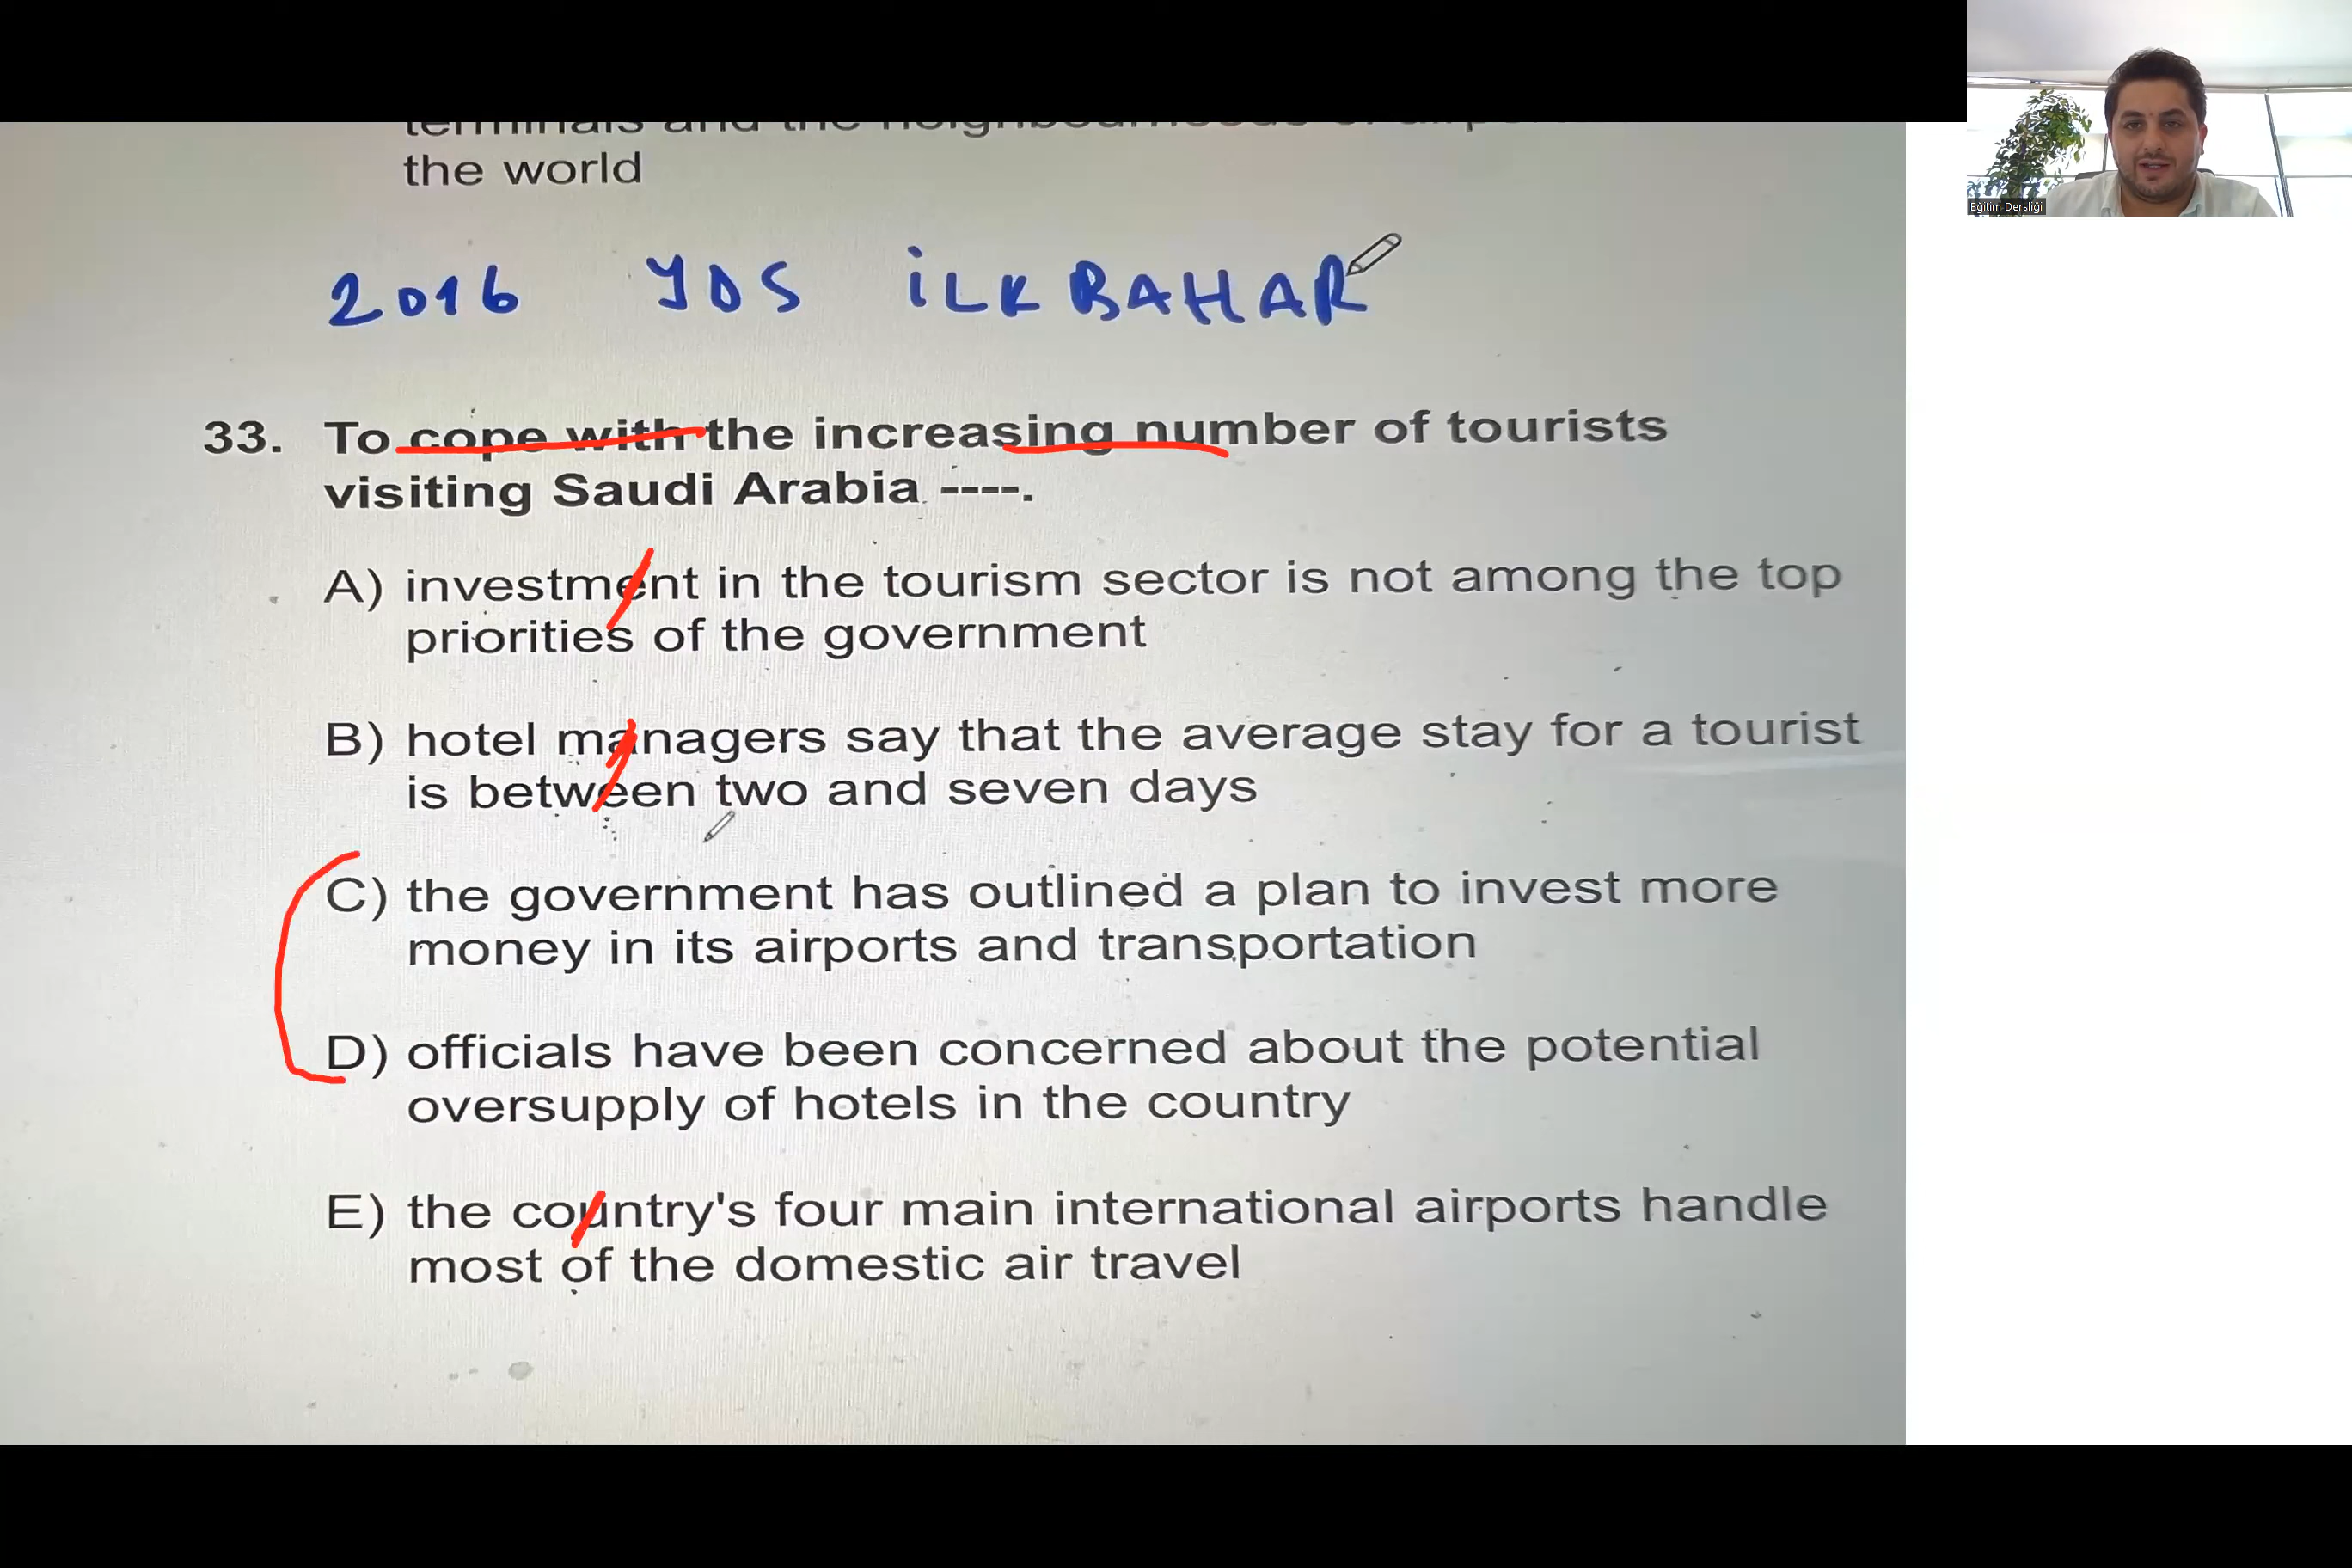 the world
Eğitim Dersliği
2016 YDS İLKBAHAR
33. To cope with the increasing number of tourists
visiting Saudi Arabia ----.
A) investment in the tourism sector is not among the top
priorities of the government
B) hotel managers say that the average stay for a tourist
is between two and seven days
C) the government has outlined a plan to invest more
money in its airports and transportation
D) officials have been concerned about the potential
oversupply of hotels in the country
E) the country's four main international airports handle
most of the domestic air travel